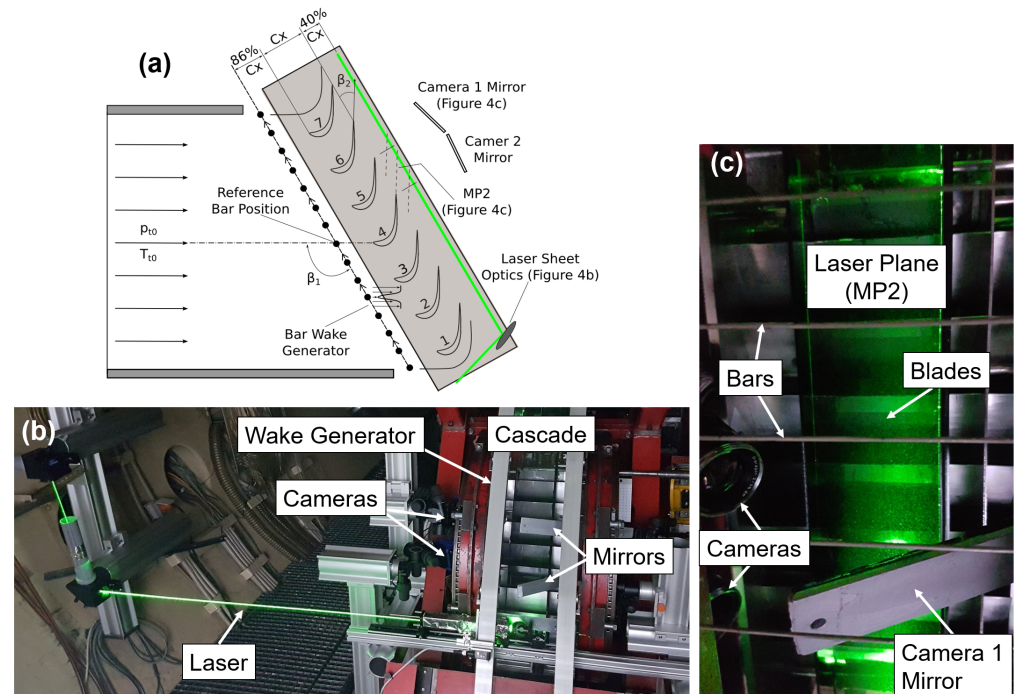 (a)
86%
Cx
Cx
40%
Cx
β2
7
6
5
4
3
2
1
Camera 1 Mirror
(Figure 4c)
Camer 2
Mirror
MP2
(Figure 4c)
Reference
Bar Position
pt0
Tt0
β1
Laser Sheet
Optics (Figure 4b)
Bar Wake
Generator
(b)
Wake Generator
Cascade
Cameras
Mirrors
Laser
(c)
Laser Plane
(MP2)
Bars
Blades
Cameras
Camera 1
Mirror